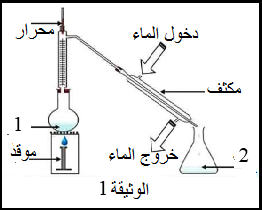 محرار
دخول الماء
مكثف
1
موقد
خروج الماء
2
الوثيقة 1